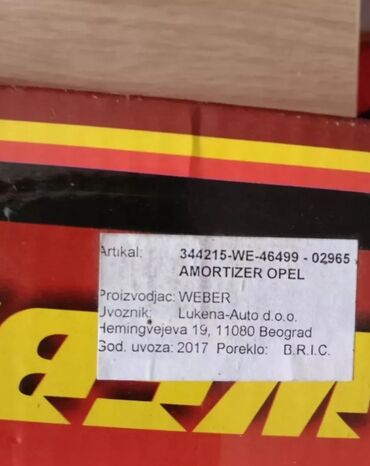 Artikal: 344215-WE-46499 - 02965
AMORTIZER OPEL
Proizvodjac: WEBER
Uvoznik: Lukena-Auto d.o.o.
Hemingvejeva 19, 11080 Beograd
God. uvoza: 2017 Poreklo: B.R.I.C.